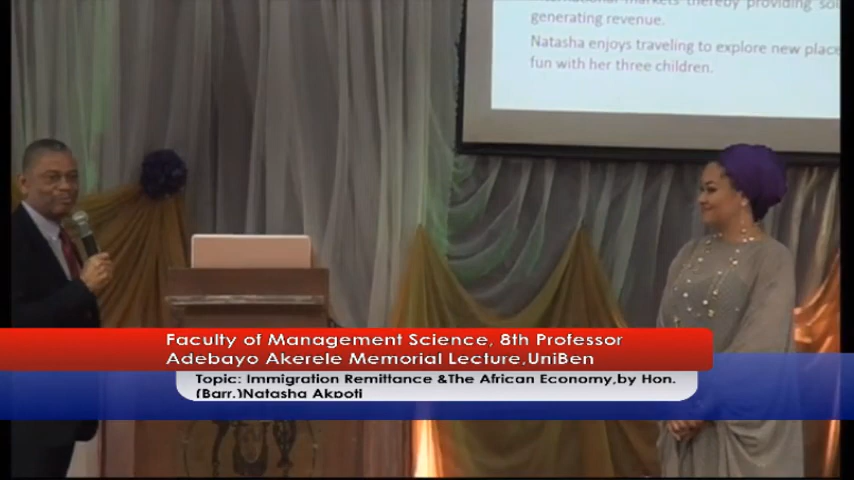 generating revenue.
Natasha enjoys traveling to explore new place
fun with her three children.
Faculty of Management Science, 8th Professor
Adebayo Akerele Memorial Lecture,UniBen
Topic: Immigration Remittance &The African Economy,by Hon.
(Barr.)Natasha Akpoti